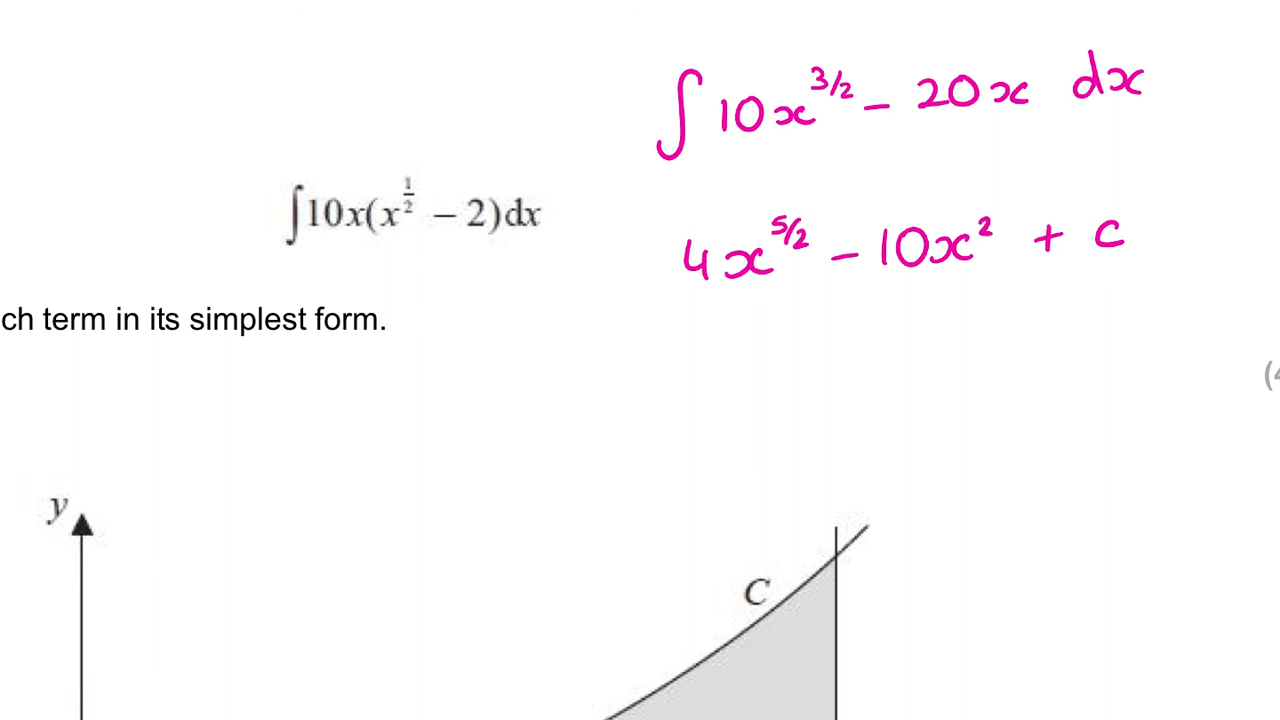 ∫10x^{3/2} – 20x dx
∫10x(x^{1/2} – 2)dx
4x^{5/2} – 10x² + c
ch term in its simplest form.
(4
y
C